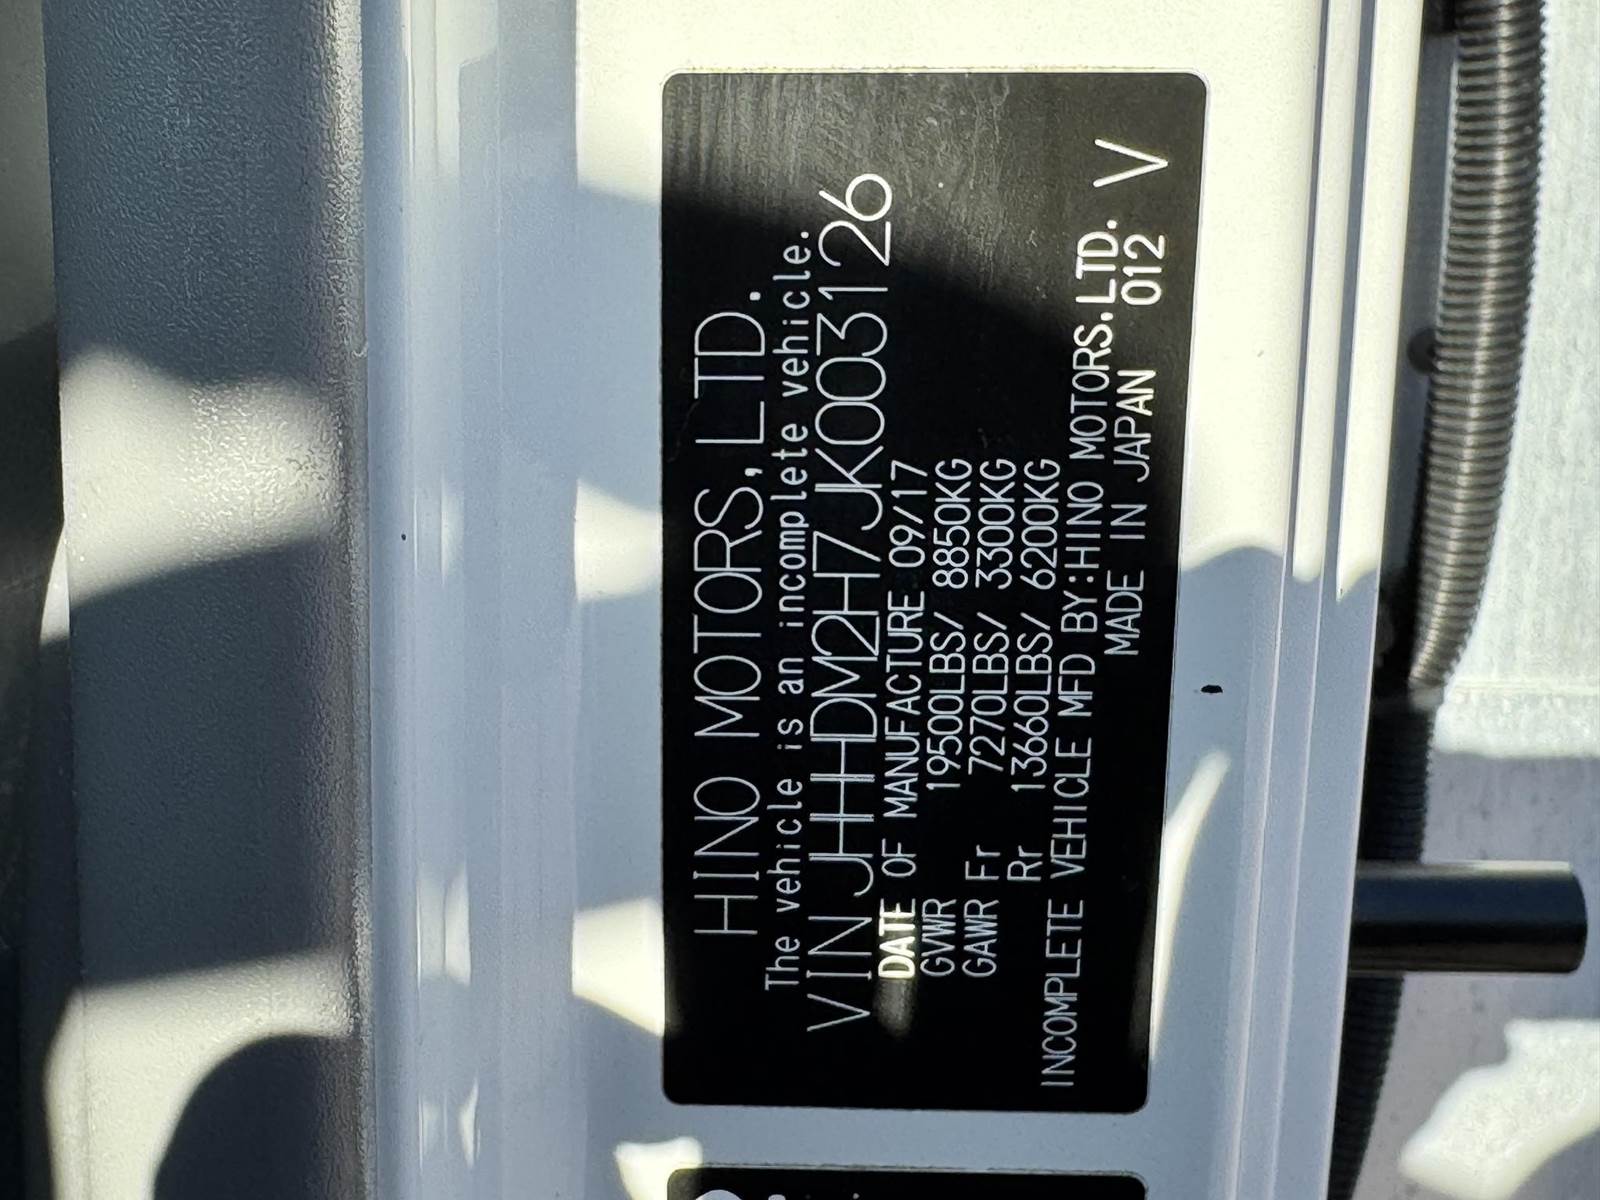 HINO MOTORS, LTD.
The vehicle is an incomplete vehicle.
VIN JHHHDM2H7JK003126
DATE OF MANUFACTURE 09/17
GVWR 19500LBS/ 8850KG
GAWR Fr 7270LBS/ 3300KG
Rr 13660LBS/ 6200KG
INCOMPLETE VEHICLE MFD BY:HINO MOTORS.LTD.
MADE IN JAPAN 012 V